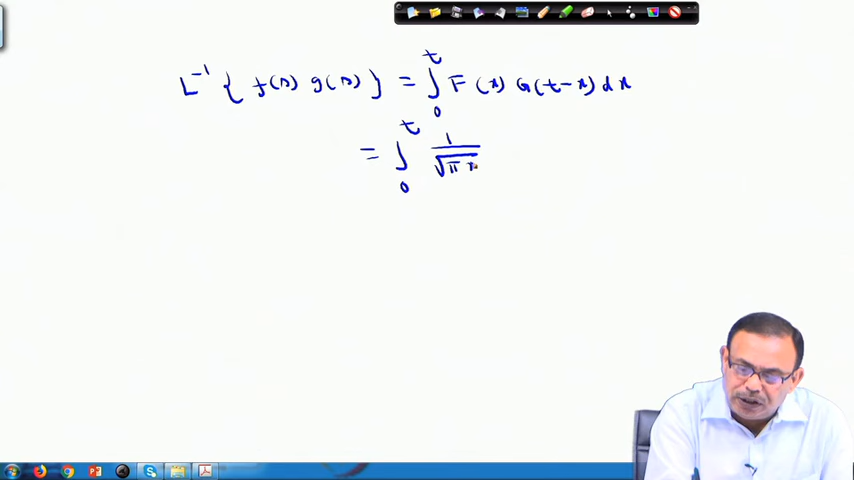 L⁻¹ { f(s) g(s) } = ∫₀ᵗ F(x) G(t-x) dx
= ∫₀ᵗ 1/√πx